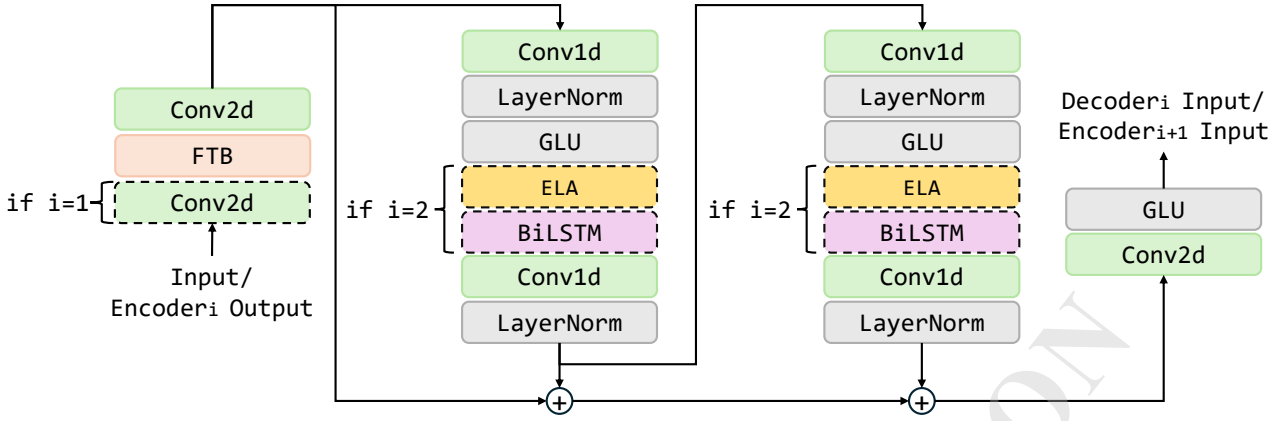 Conv2d
FTB
if i=1
Conv2d
Input/
Encoderi Output
Conv1d
LayerNorm
GLU
if i=2
ELA
BiLSTM
Conv1d
LayerNorm
+
Conv1d
LayerNorm
GLU
if i=2
ELA
BiLSTM
Conv1d
LayerNorm
+
Decoderi Input/
Encoderi+1 Input
GLU
Conv2d
ON